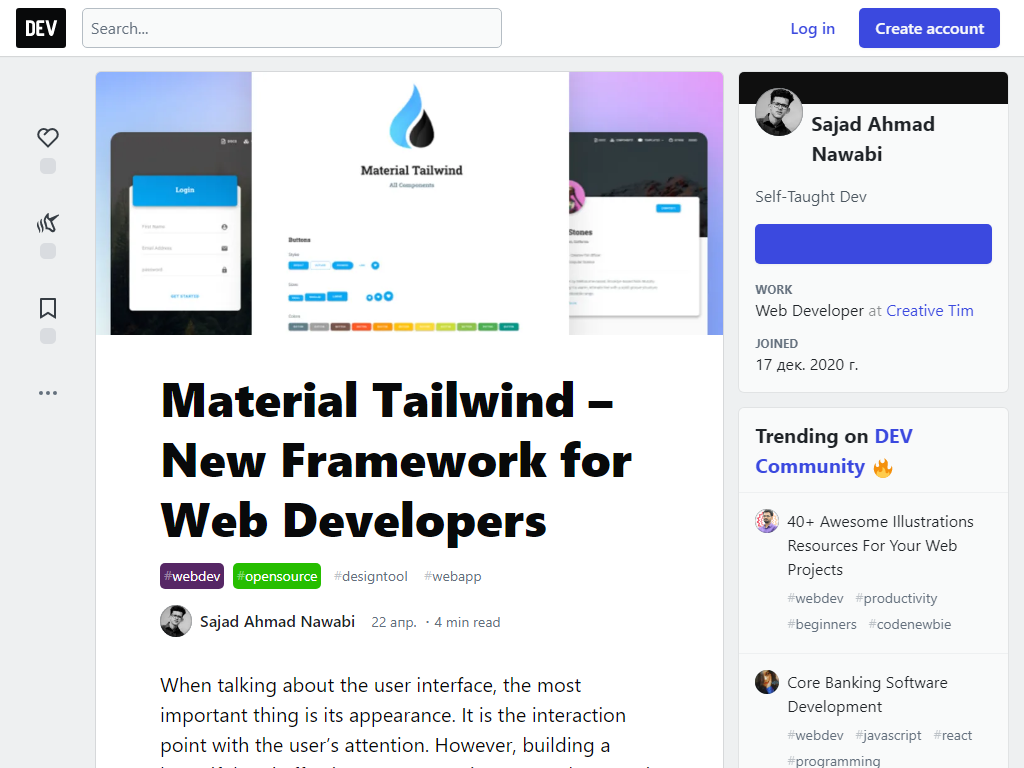 DEV
Search...
Log in
Create account
Material Tailwind
All Components
Login
First Name
Email Address
password
GET STARTED
Buttons
Styles
Sizes
Colors
Stones
Material Tailwind –
New Framework for
Web Developers
#webdev #opensource #designtool #webapp
Sajad Ahmad Nawabi 22 апр. · 4 min read
When talking about the user interface, the most
important thing is its appearance. It is the interaction
point with the user’s attention. However, building a
Sajad Ahmad
Nawabi
Self-Taught Dev
WORK
Web Developer at Creative Tim
JOINED
17 дек. 2020 г.
Trending on DEV
Community 🔥
40+ Awesome Illustrations
Resources For Your Web
Projects
#webdev #productivity
#beginners #codenewbie
Core Banking Software
Development
#webdev #javascript #react
#programming